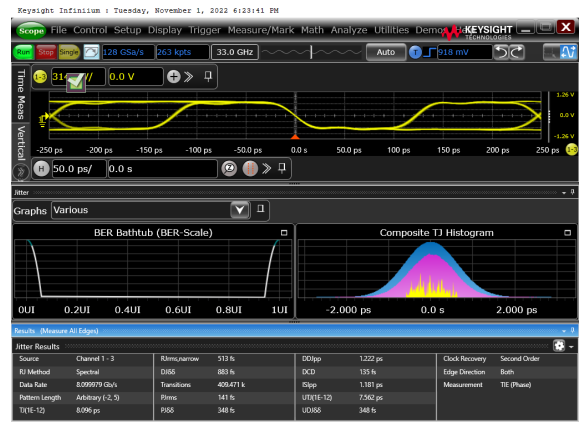 Keysight Infiniium : Tuesday, November 1, 2022 6:23:41 PM
Scope File Control Setup Display Trigger Measure/Mark Math Analyze Utilities Demos KEYSIGHT
TECHNOLOGIES
Run Stop Single 128 GSa/s 263 kpts 33.0 GHz Auto T 918 mV
1-3 0.0 V
Time Meas Vertical
1.26 V
0.0 V
-1.26 V
-250 ps -200 ps -150 ps -100 ps -50.0 ps 0.0 s 50.0 ps 100 ps 150 ps 200 ps 250 ps 1-3
H 50.0 ps/ 0.0 s
Jitter
Graphs Various
BER Bathtub (BER-Scale) Composite TJ Histogram
0UI 0.2UI 0.4UI 0.6UI 0.8UI 1UI -2.000 ps 0.0 s 2.000 ps
Results (Measure All Edges)
Jitter Results
Source Channel 1 - 3 RJrms,narrow 513 fs DDJpp 1.222 ps Clock Recovery Second Order
RJ Method Spectral DJδδ 883 fs DCD 135 fs Edge Direction Both
Data Rate 8.099979 Gb/s Transitions 409.471 k ISIpp 1.181 ps Measurement TIE (Phase)
Pattern Length Arbitrary (-2, 5) PJrms 141 fs UTJ(1E-12) 7.562 ps
TJ(1E-12) 8.096 ps PJδδ 348 fs UDJδδ 348 fs